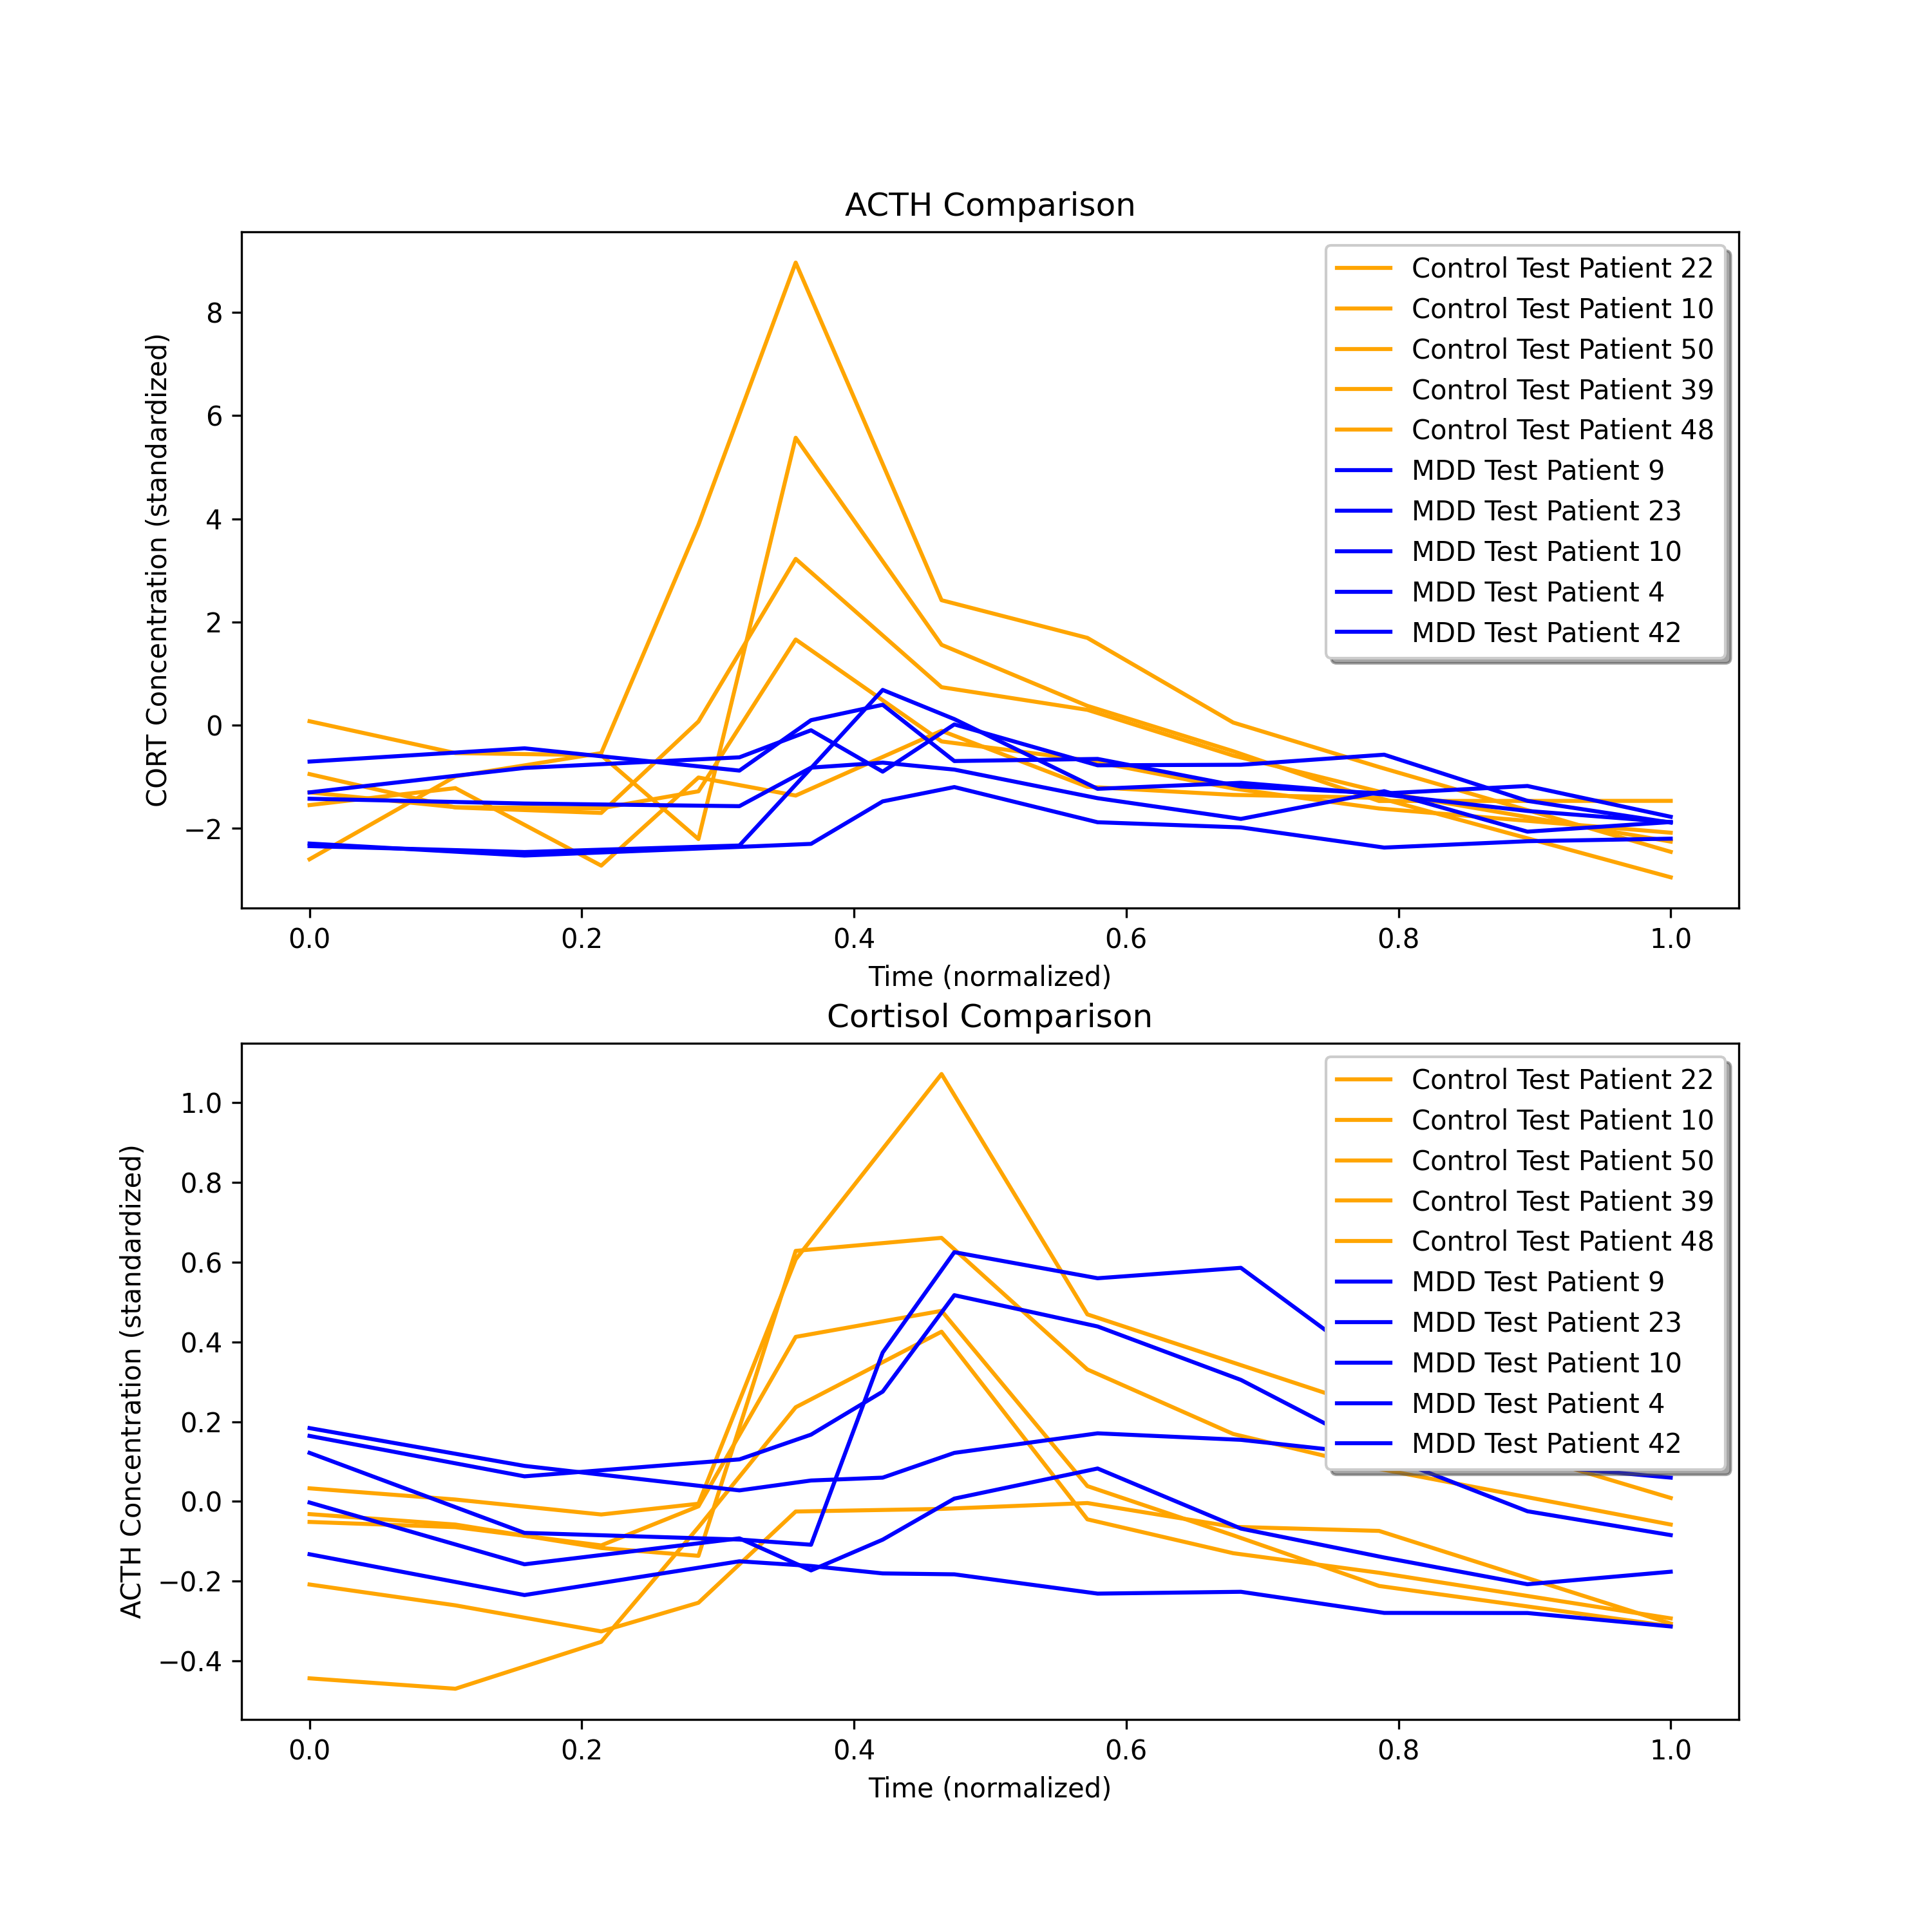 ACTH Comparison
CORT Concentration (standardized)
8
6
4
2
0
−2
Control Test Patient 22
Control Test Patient 10
Control Test Patient 50
Control Test Patient 39
Control Test Patient 48
MDD Test Patient 9
MDD Test Patient 23
MDD Test Patient 10
MDD Test Patient 4
MDD Test Patient 42
0.0 0.2 0.4 0.6 0.8 1.0
Time (normalized)
Cortisol Comparison
ACTH Concentration (standardized)
1.0
0.8
0.6
0.4
0.2
0.0
−0.2
−0.4
Control Test Patient 22
Control Test Patient 10
Control Test Patient 50
Control Test Patient 39
Control Test Patient 48
MDD Test Patient 9
MDD Test Patient 23
MDD Test Patient 10
MDD Test Patient 4
MDD Test Patient 42
0.0 0.2 0.4 0.6 0.8 1.0
Time (normalized)